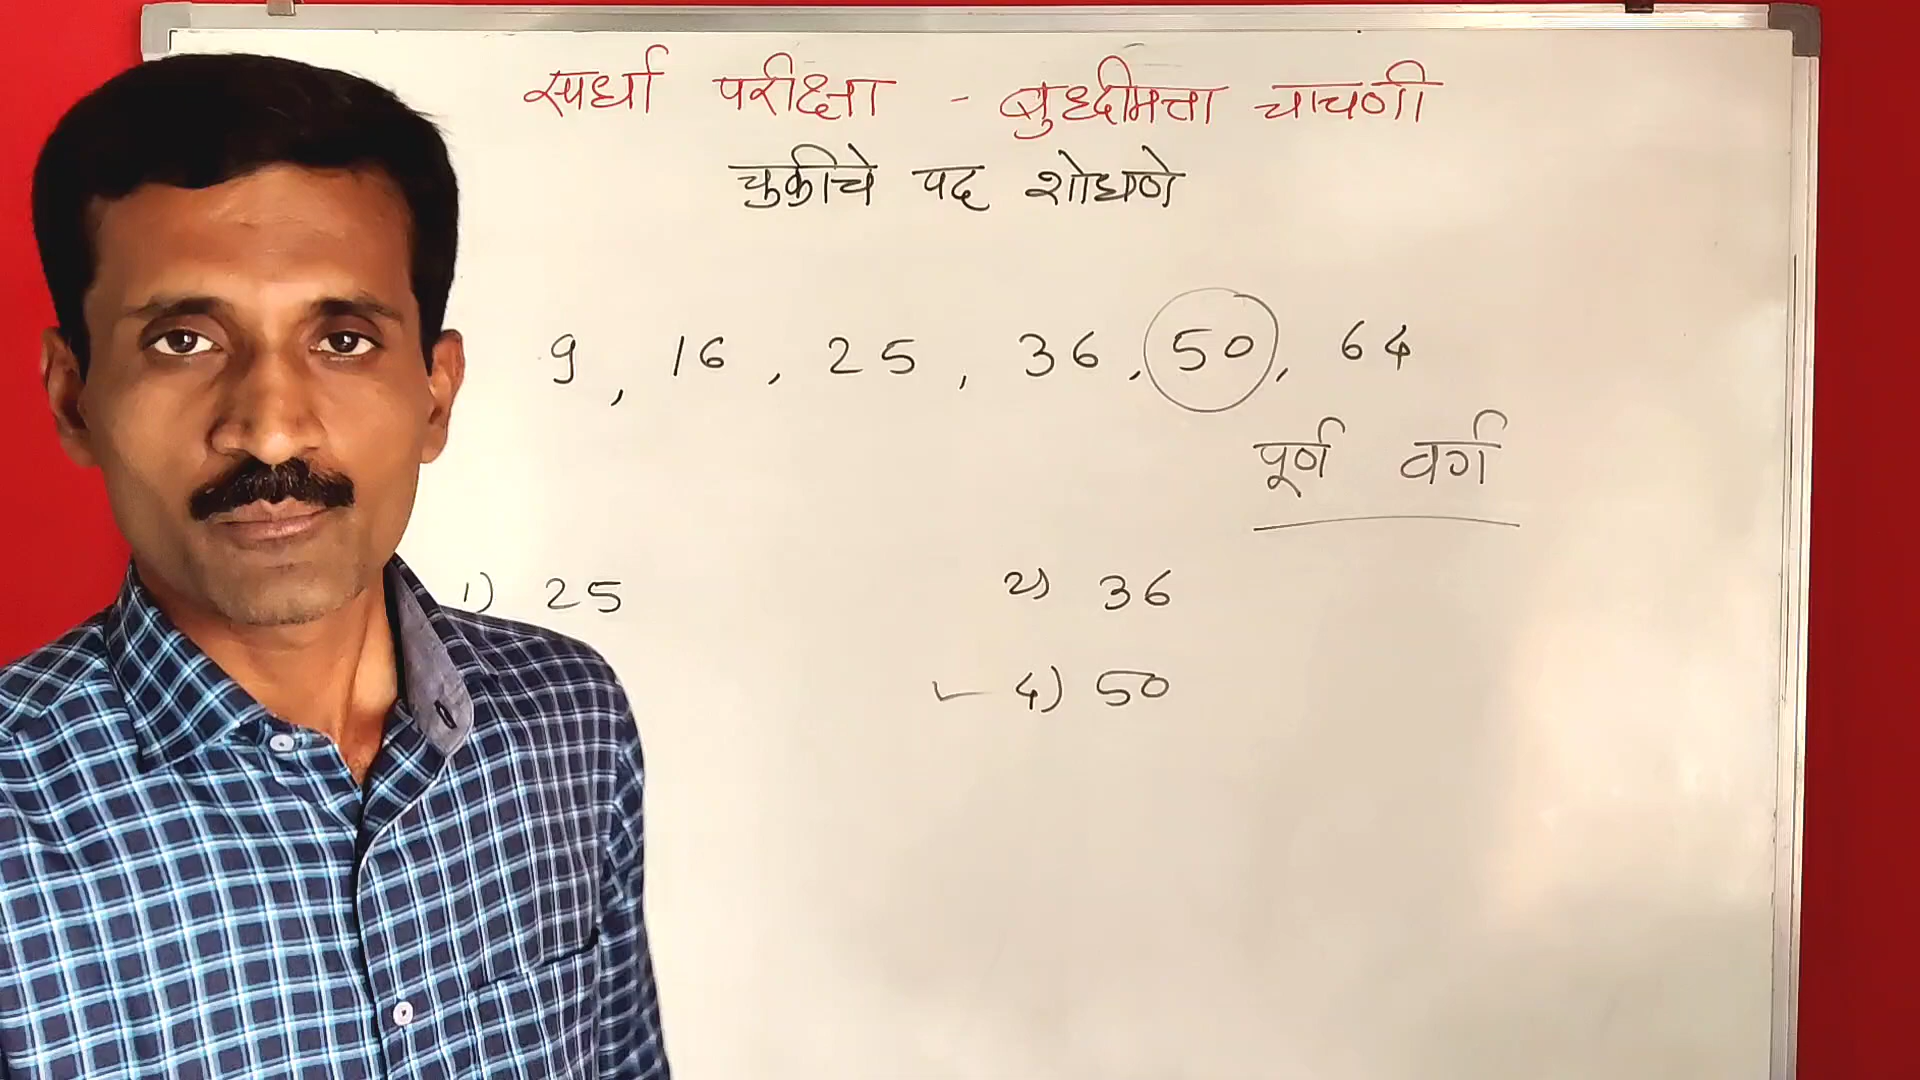 स्पर्धा परीक्षा - बुध्दीमत्ता चाचणी
चुकीचे पद शोधणे
9, 16, 25, 36, 50, 64
पूर्ण वर्ग
1) 25 2) 36
4) 50